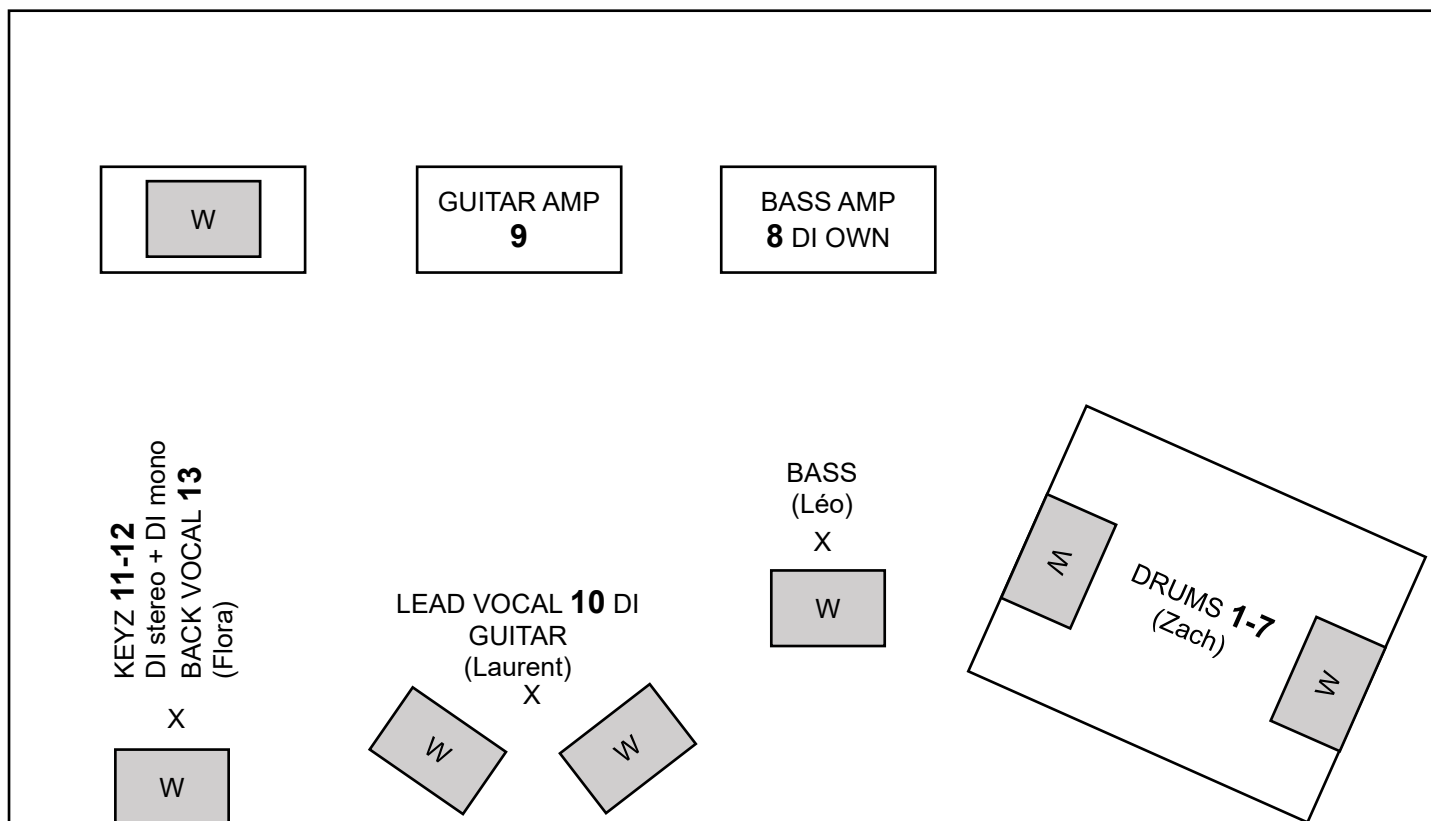 W
GUITAR AMP
9
BASS AMP
8 DI OWN
KEYZ 11-12
DI stereo + DI mono
BACK VOCAL 13
(Flora)
X
W
LEAD VOCAL 10 DI
GUITAR
(Laurent)
X
W
W
BASS
(Léo)
X
W
W
DRUMS 1-7
(Zach)
W